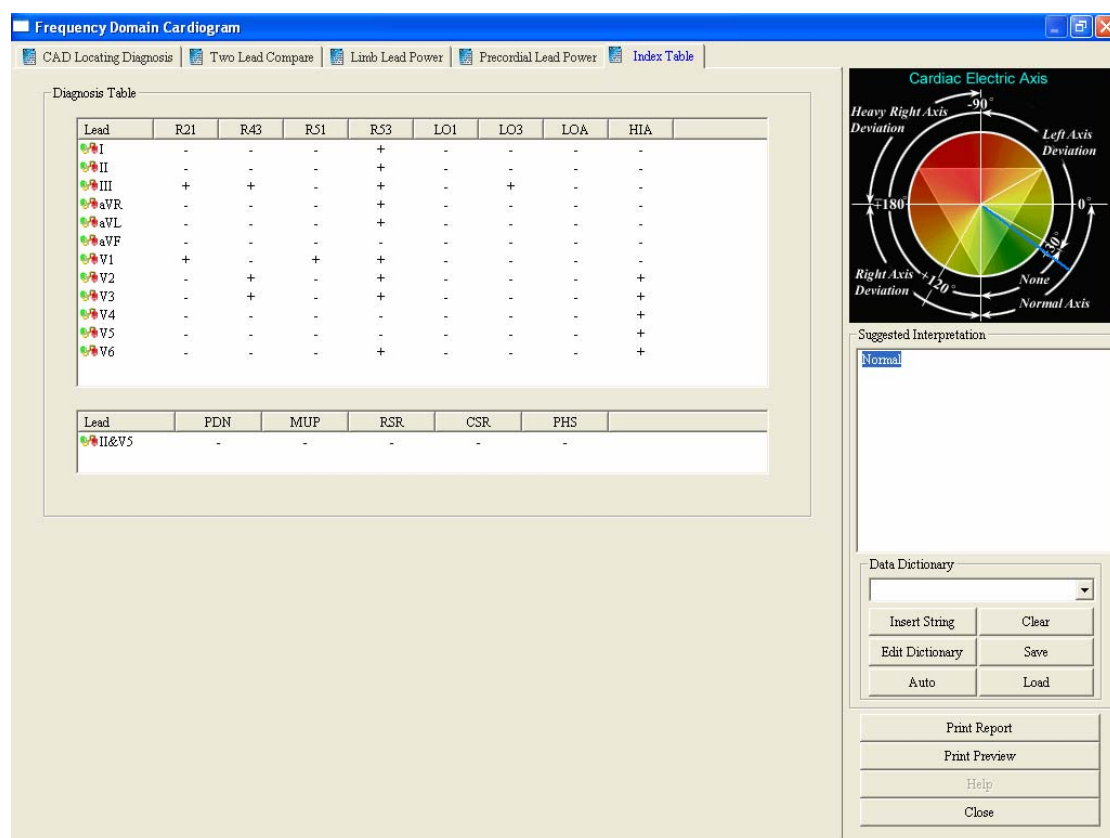 Frequency Domain Cardiogram
CAD Locating Diagnosis Two Lead Compare Limb Lead Power Precordial Lead Power Index Table
Diagnosis Table
Lead R21 R43 R51 R53 LO1 LO3 LOA HIA
I - - - + - - - -
II - - - + - - - -
III + + - + - + - -
aVR - - - + - - - -
aVL - - - + - - - -
aVF - - - - - - - -
V1 + - + + - - - -
V2 - + - + - - - +
V3 - + - + - - - +
V4 - - - - - - - +
V5 - - - - - - - +
V6 - - - + - - - +
Lead PDN MUP RSR CSR PHS
II&V5 - - - - -
Cardiac Electric Axis
-90°
Heavy Right Axis
Deviation
Left Axis
Deviation
+180°
0°
+30°
Right Axis
Deviation
+120°
None
Normal Axis
Suggested Interpretation
Normal
Data Dictionary
Insert String Clear
Edit Dictionary Save
Auto Load
Print Report
Print Preview
Help
Close